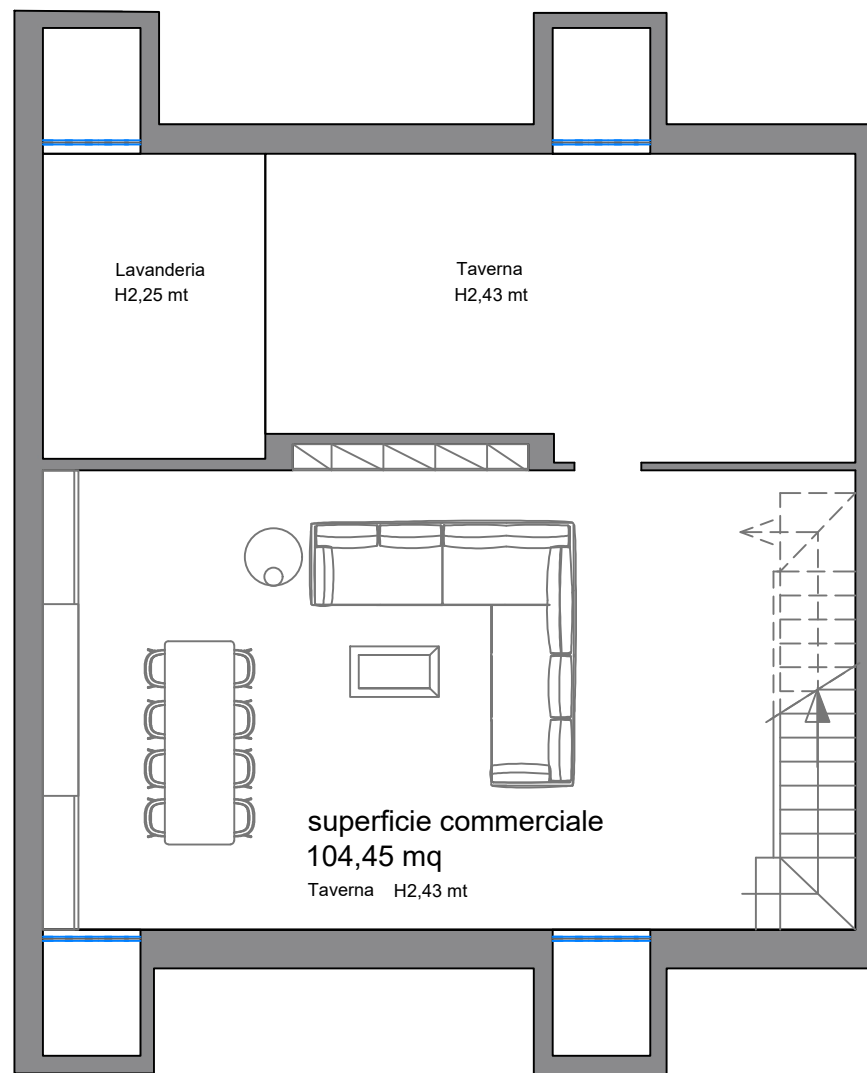 Lavanderia
H2,25 mt
Taverna
H2,43 mt
superficie commerciale
104,45 mq
Taverna H2,43 mt